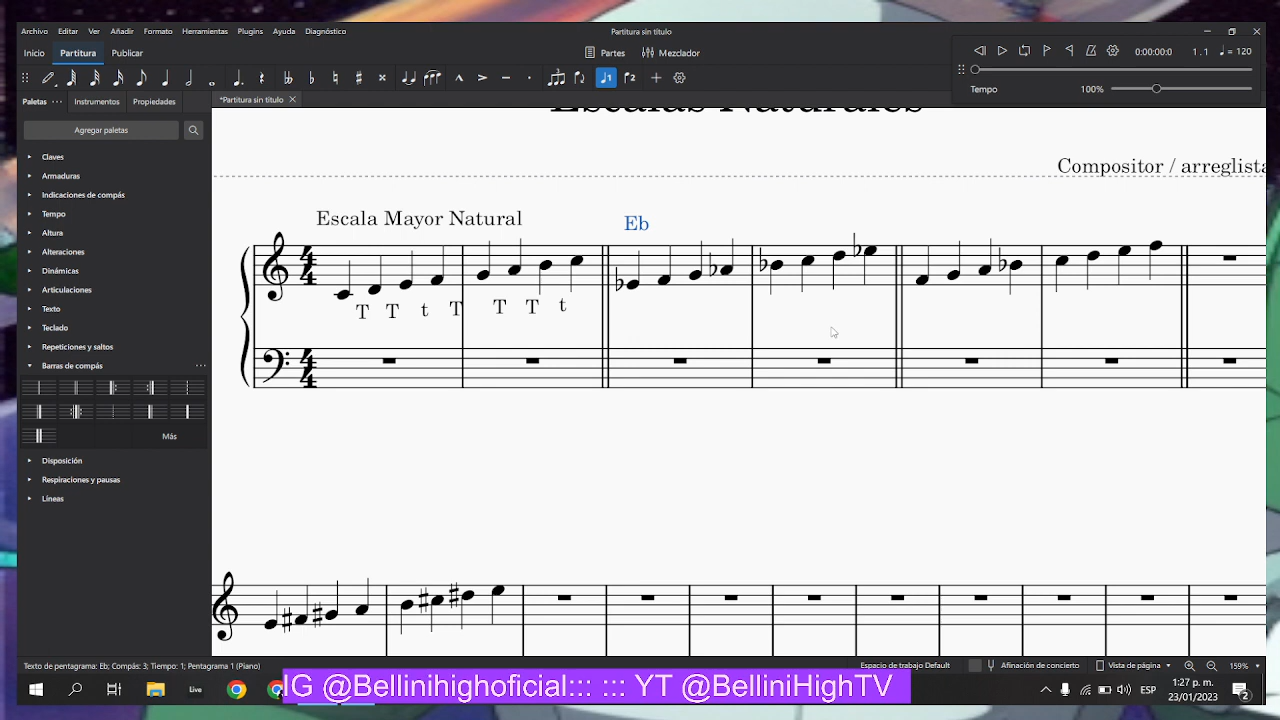 Archivo Editar Ver Añadir Formato Herramientas Plugins Ayuda Diagnóstico
Partitura sin título
Inicio Partitura Publicar
Partes Mezclador
0:00:00:0 1. 1 = 120
Tempo 100%
Paletas Instrumentos Propiedades
*Partitura sin título
Agregar paletas
Claves
Armaduras
Indicaciones de compás
Tempo
Altura
Alteraciones
Dinámicas
Articulaciones
Texto
Teclado
Repeticiones y saltos
Barras de compás
Más
Disposición
Respiraciones y pausas
Líneas
Escalas Naturales
Compositor / arreglista
Escala Mayor Natural
Eb
T T t T T T t
Texto de pentagrama: Eb; Compás: 3; Tiempo: 1; Pentagrama 1 (Piano)
Espacio de trabajo Default
Afinación de concierto
Vista de página
159%
Live
IG @Bellinihighoficial::: ::: YT @BelliniHighTV
ESP
1:27 p. m.
23/01/2023
2